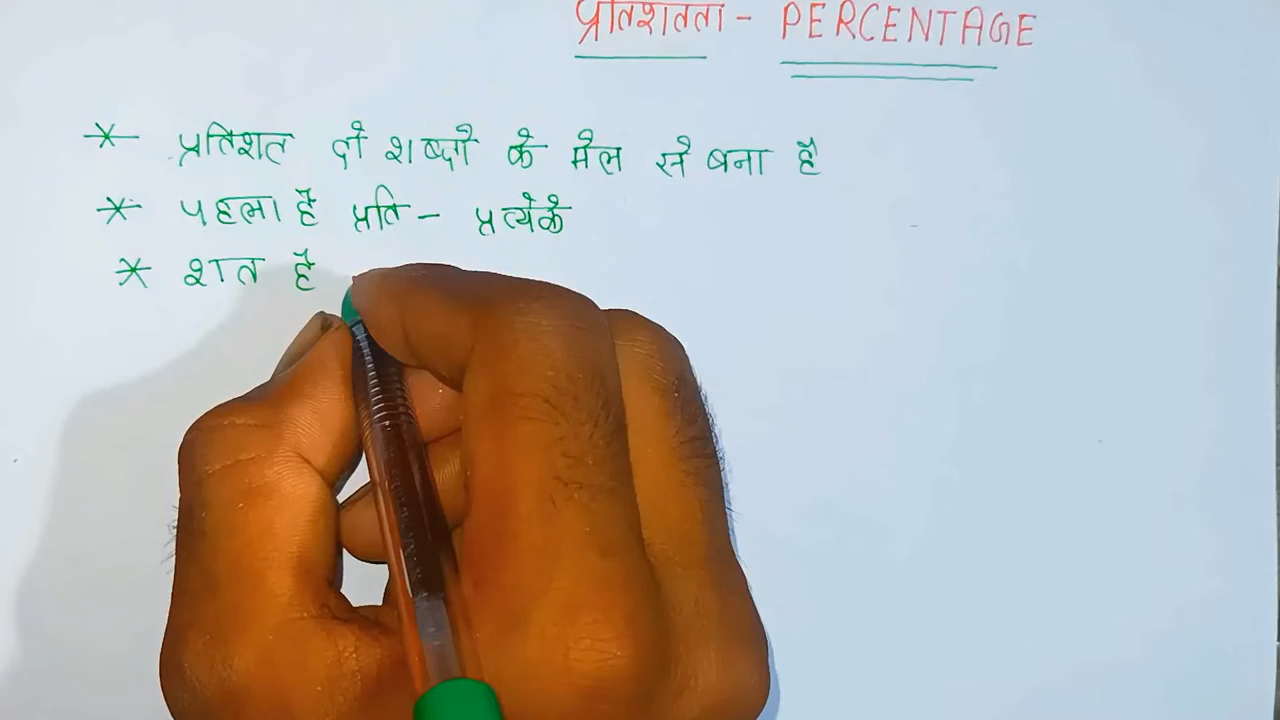 प्रतिशतता - PERCENTAGE
* प्रतिशत दो शब्दो के मेल से बना है
* पहला है प्रति - प्रत्येके
* शत है